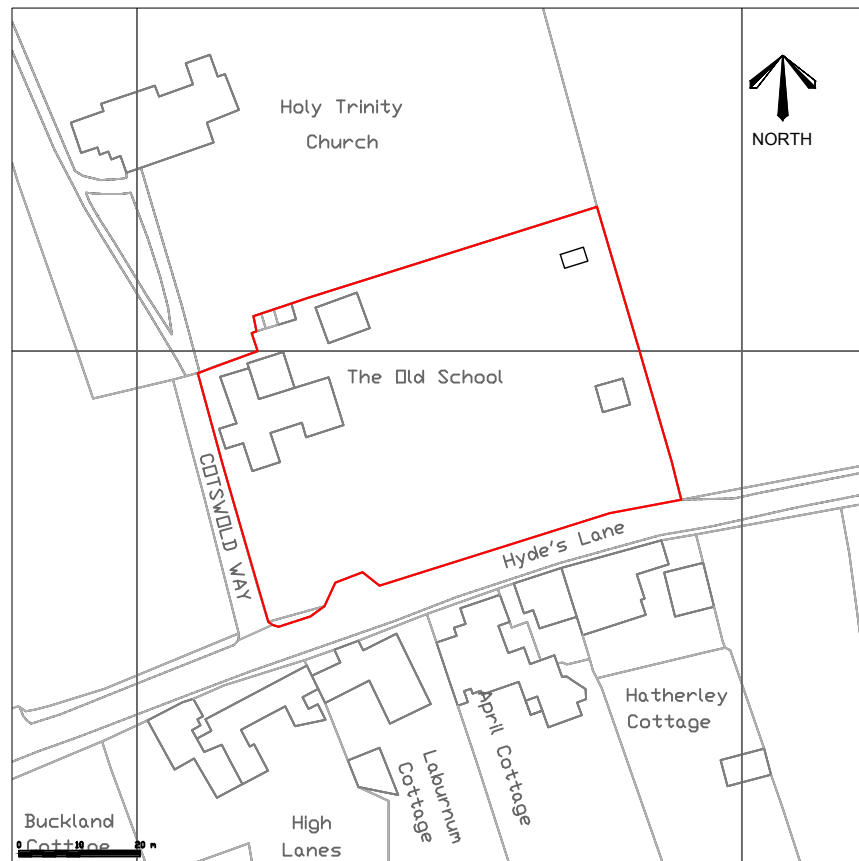 Holy Trinity
Church
NORTH
The Old School
COTSWOLD WAY
Hyde's Lane
Hatherley
Cottage
April Cottage
Laburnum
Cottage
High
Lanes
Buckland
Cottage
0 10 20 m